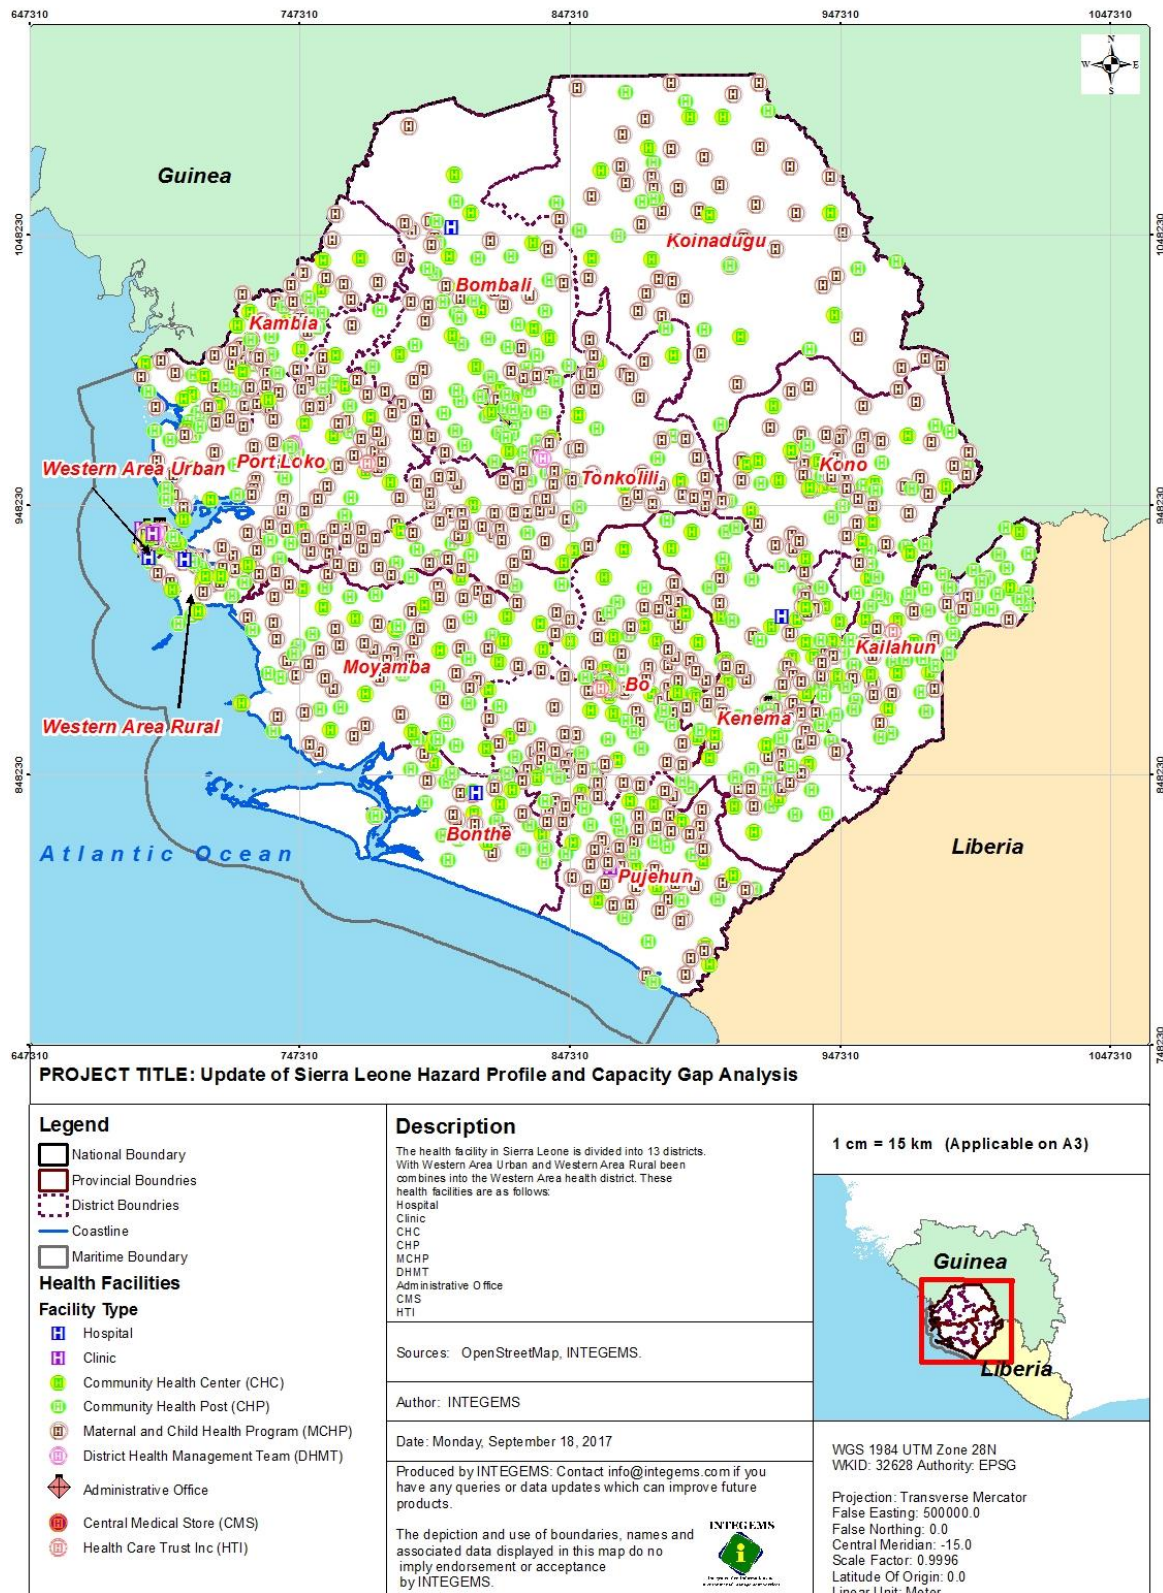 647310
747310
847310
947310
1047310
N
W
E
S
Guinea
1048230
1048230
Koinadugu
Bombali
Kambia
Western Area Urban
Port Loko
Tonkolili
Kono
948230
948230
Kailahun
Moyamba
Bo
Kenema
Western Area Rural
848230
848230
Bonthe
Atlantic Ocean
Liberia
Pujehun
748230
647310
747310
847310
947310
1047310
PROJECT TITLE: Update of Sierra Leone Hazard Profile and Capacity Gap Analysis
Legend
National Boundary
Provincial Boundries
District Boundries
Coastline
Maritime Boundary
Health Facilities
Facility Type
Hospital
Clinic
Community Health Center (CHC)
Community Health Post (CHP)
Maternal and Child Health Program (MCHP)
District Health Management Team (DHMT)
Administrative Office
Central Medical Store (CMS)
Health Care Trust Inc (HTI)
Description
The health facility in Sierra Leone is divided into 13 districts.
With Western Area Urban and Western Area Rural been
combines into the Western Area health district. These
health facilities are as follows:
Hospital
Clinic
CHC
CHP
MCHP
DHMT
Administrative Office
CMS
HTI
Sources: OpenStreetMap, INTEGEMS.
Author: INTEGEMS
Date: Monday, September 18, 2017
Produced by INTEGEMS: Contact info@integems.com if you
have any queries or data updates which can improve future
products.
The depiction and use of boundaries, names and
associated data displayed in this map do no
imply endorsement or acceptance
by INTEGEMS.
INTEGEMS
i
1 cm = 15 km (Applicable on A3)
Guinea
Liberia
WGS 1984 UTM Zone 28N
WKID: 32628 Authority: EPSG
Projection: Transverse Mercator
False Easting: 500000.0
False Northing: 0.0
Central Meridian: -15.0
Scale Factor: 0.9996
Latitude Of Origin: 0.0
Linear Unit: Meter